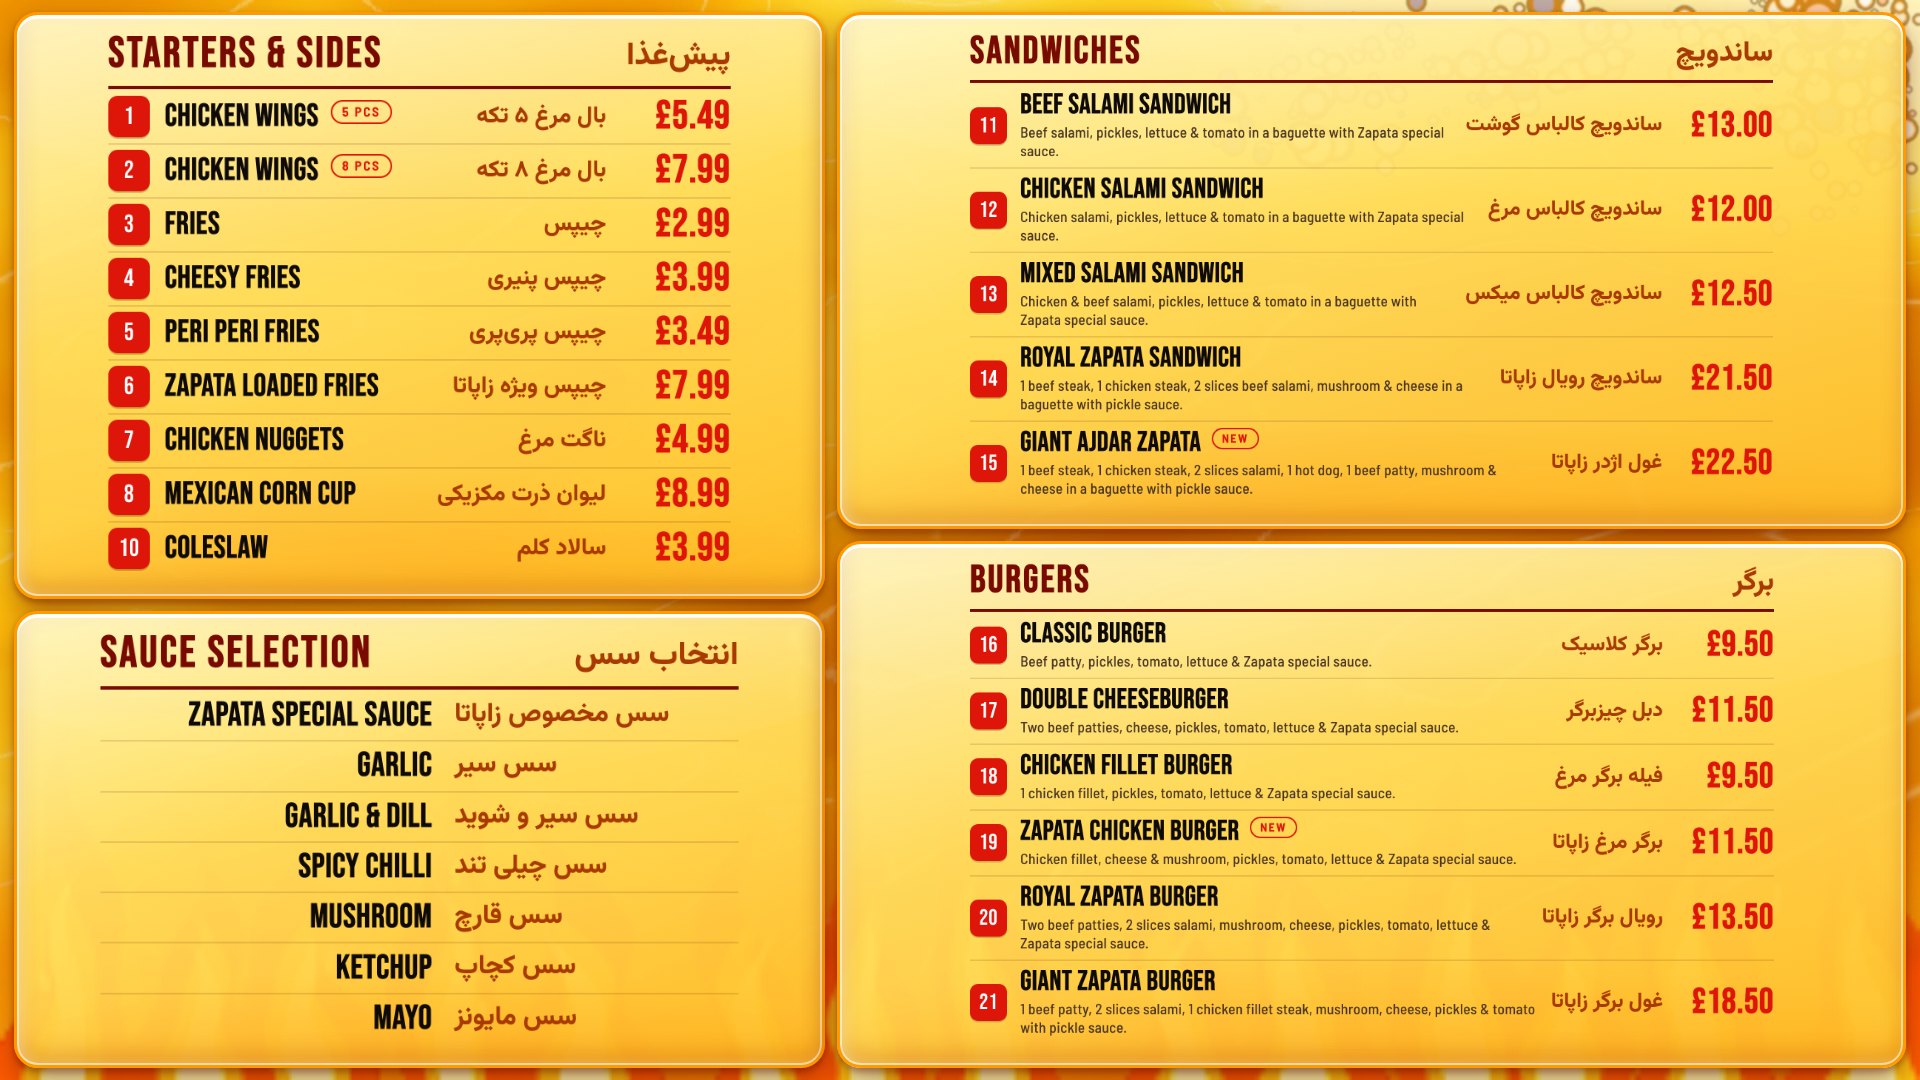 STARTERS & SIDES پیش‌غذا
1 CHICKEN WINGS 5 PCS بال مرغ ۵ تکه £5.49
2 CHICKEN WINGS 8 PCS بال مرغ ۸ تکه £7.99
3 FRIES چیپس £2.99
4 CHEESY FRIES چیپس پنیری £3.99
5 PERI PERI FRIES چیپس پری‌پری £3.49
6 ZAPATA LOADED FRIES چیپس ویژه زاپاتا £7.99
7 CHICKEN NUGGETS ناگت مرغ £4.99
8 MEXICAN CORN CUP لیوان ذرت مکزیکی £8.99
10 COLESLAW سالاد کلم £3.99
SAUCE SELECTION انتخاب سس
ZAPATA SPECIAL SAUCE سس مخصوص زاپاتا
GARLIC سس سیر
GARLIC & DILL سس سیر و شوید
SPICY CHILLI سس چیلی تند
MUSHROOM سس قارچ
KETCHUP سس کچاپ
MAYO سس مایونز
SANDWICHES ساندویچ
11 BEEF SALAMI SANDWICH ساندویچ کالباس گوشت £13.00
Beef salami, pickles, lettuce & tomato in a baguette with Zapata special
sauce.
12 CHICKEN SALAMI SANDWICH ساندویچ کالباس مرغ £12.00
Chicken salami, pickles, lettuce & tomato in a baguette with Zapata special
sauce.
13 MIXED SALAMI SANDWICH ساندویچ کالباس میکس £12.50
Chicken & beef salami, pickles, lettuce & tomato in a baguette with
Zapata special sauce.
14 ROYAL ZAPATA SANDWICH ساندویچ رویال زاپاتا £21.50
1 beef steak, 1 chicken steak, 2 slices beef salami, mushroom & cheese in a
baguette with pickle sauce.
15 GIANT AJDAR ZAPATA NEW غول اژدر زاپاتا £22.50
1 beef steak, 1 chicken steak, 2 slices salami, 1 hot dog, 1 beef patty, mushroom &
cheese in a baguette with pickle sauce.
BURGERS برگر
16 CLASSIC BURGER برگر کلاسیک £9.50
Beef patty, pickles, tomato, lettuce & Zapata special sauce.
17 DOUBLE CHEESEBURGER دبل چیزبرگر £11.50
Two beef patties, cheese, pickles, tomato, lettuce & Zapata special sauce.
18 CHICKEN FILLET BURGER فیله برگر مرغ £9.50
1 chicken fillet, pickles, tomato, lettuce & Zapata special sauce.
19 ZAPATA CHICKEN BURGER NEW برگر مرغ زاپاتا £11.50
Chicken fillet, cheese & mushroom, pickles, tomato, lettuce & Zapata special sauce.
20 ROYAL ZAPATA BURGER رویال برگر زاپاتا £13.50
Two beef patties, 2 slices salami, mushroom, cheese, pickles, tomato, lettuce &
Zapata special sauce.
21 GIANT ZAPATA BURGER غول برگر زاپاتا £18.50
1 beef patty, 2 slices salami, 1 chicken fillet steak, mushroom, cheese, pickles & tomato
with pickle sauce.